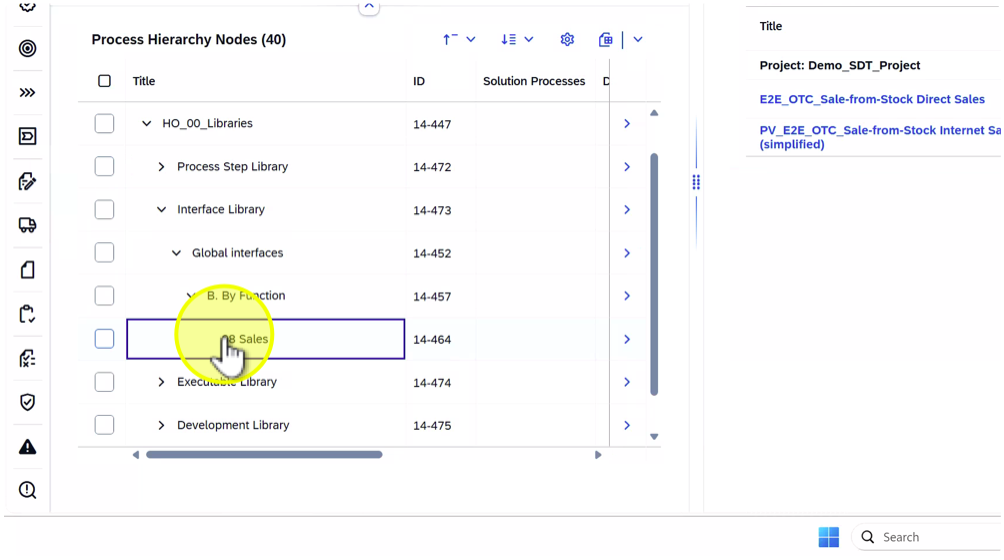 Process Hierarchy Nodes (40)
Title ID Solution Processes D
HO_00_Libraries 14-447
Process Step Library 14-472
Interface Library 14-473
Global interfaces 14-452
B. By Function 14-457
08 Sales 14-464
Executable Library 14-474
Development Library 14-475
Title
Project: Demo_SDT_Project
E2E_OTC_Sale-from-Stock Direct Sales
PV_E2E_OTC_Sale-from-Stock Internet Sa
(simplified)
Search